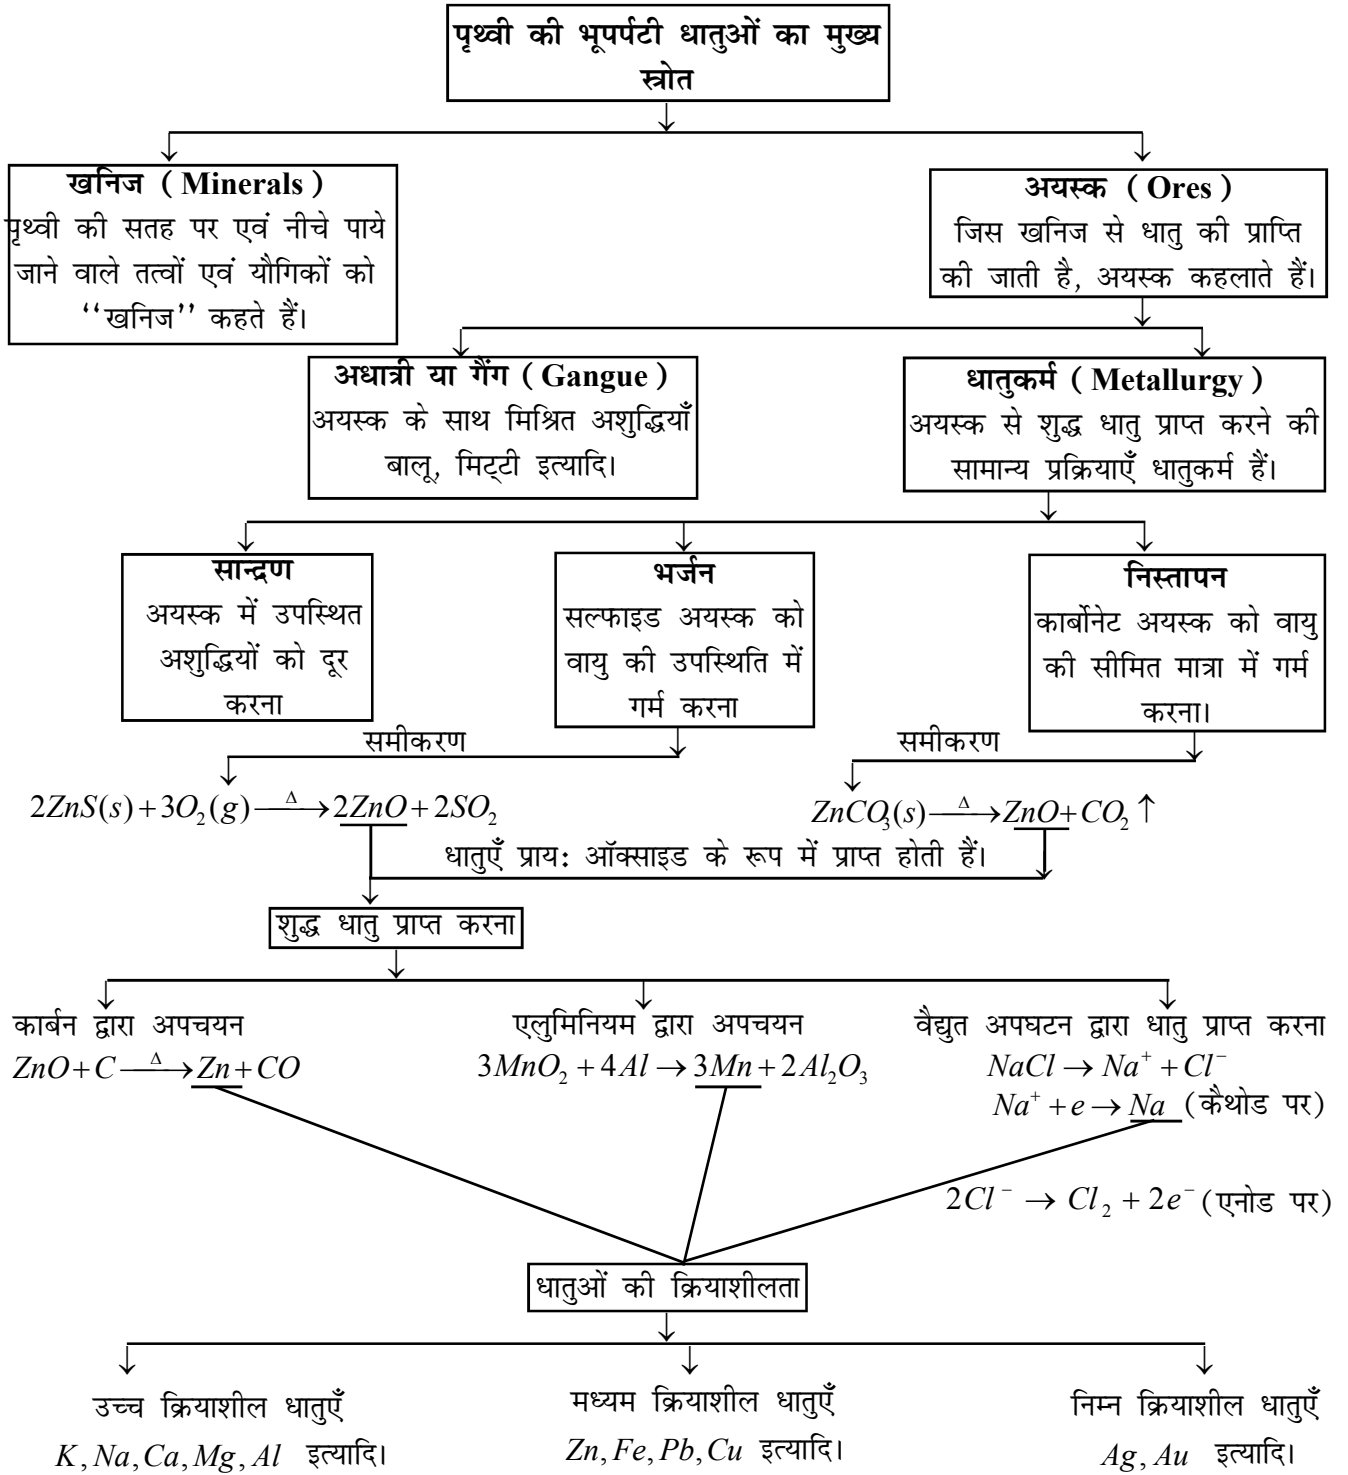 पृथ्वी की भूपर्पटी धातुओं का मुख्य
स्त्रोत
खनिज ( Minerals )
पृथ्वी की सतह पर एवं नीचे पाये
जाने वाले तत्वों एवं यौगिकों को
‘‘खनिज’’ कहते हैं।
अयस्क ( Ores )
जिस खनिज से धातु की प्राप्ति
की जाती है, अयस्क कहलाते हैं।
अधात्री या गैंग ( Gangue )
अयस्क के साथ मिश्रित अशुद्धियाँ
बालू, मिट्टी इत्यादि।
धातुकर्म ( Metallurgy )
अयस्क से शुद्ध धातु प्राप्त करने की
सामान्य प्रक्रियाएँ धातुकर्म हैं।
सान्द्रण
अयस्क में उपस्थित
अशुद्धियों को दूर
करना
भर्जन
सल्फाइड अयस्क को
वायु की उपस्थिति में
गर्म करना
निस्तापन
कार्बोनेट अयस्क को वायु
की सीमित मात्रा में गर्म
करना।
समीकरण
समीकरण
2ZnS(s)+3O₂(g) —Δ→ 2ZnO+2SO₂
ZnCO₃(s) —Δ→ ZnO+CO₂ ↑
धातुएँ प्राय: ऑक्साइड के रूप में प्राप्त होती हैं।
शुद्ध धातु प्राप्त करना
कार्बन द्वारा अपचयन
ZnO+C —Δ→ Zn+CO
एलुमिनियम द्वारा अपचयन
3MnO₂ + 4Al → 3Mn + 2Al₂O₃
वैद्युत अपघटन द्वारा धातु प्राप्त करना
NaCl → Na⁺ + Cl⁻
Na⁺ + e → Na (कैथोड पर)
2Cl⁻ → Cl₂ + 2e⁻ (एनोड पर)
धातुओं की क्रियाशीलता
उच्च क्रियाशील धातुएँ
K, Na, Ca, Mg, Al इत्यादि।
मध्यम क्रियाशील धातुएँ
Zn, Fe, Pb, Cu इत्यादि।
निम्न क्रियाशील धातुएँ
Ag, Au इत्यादि।